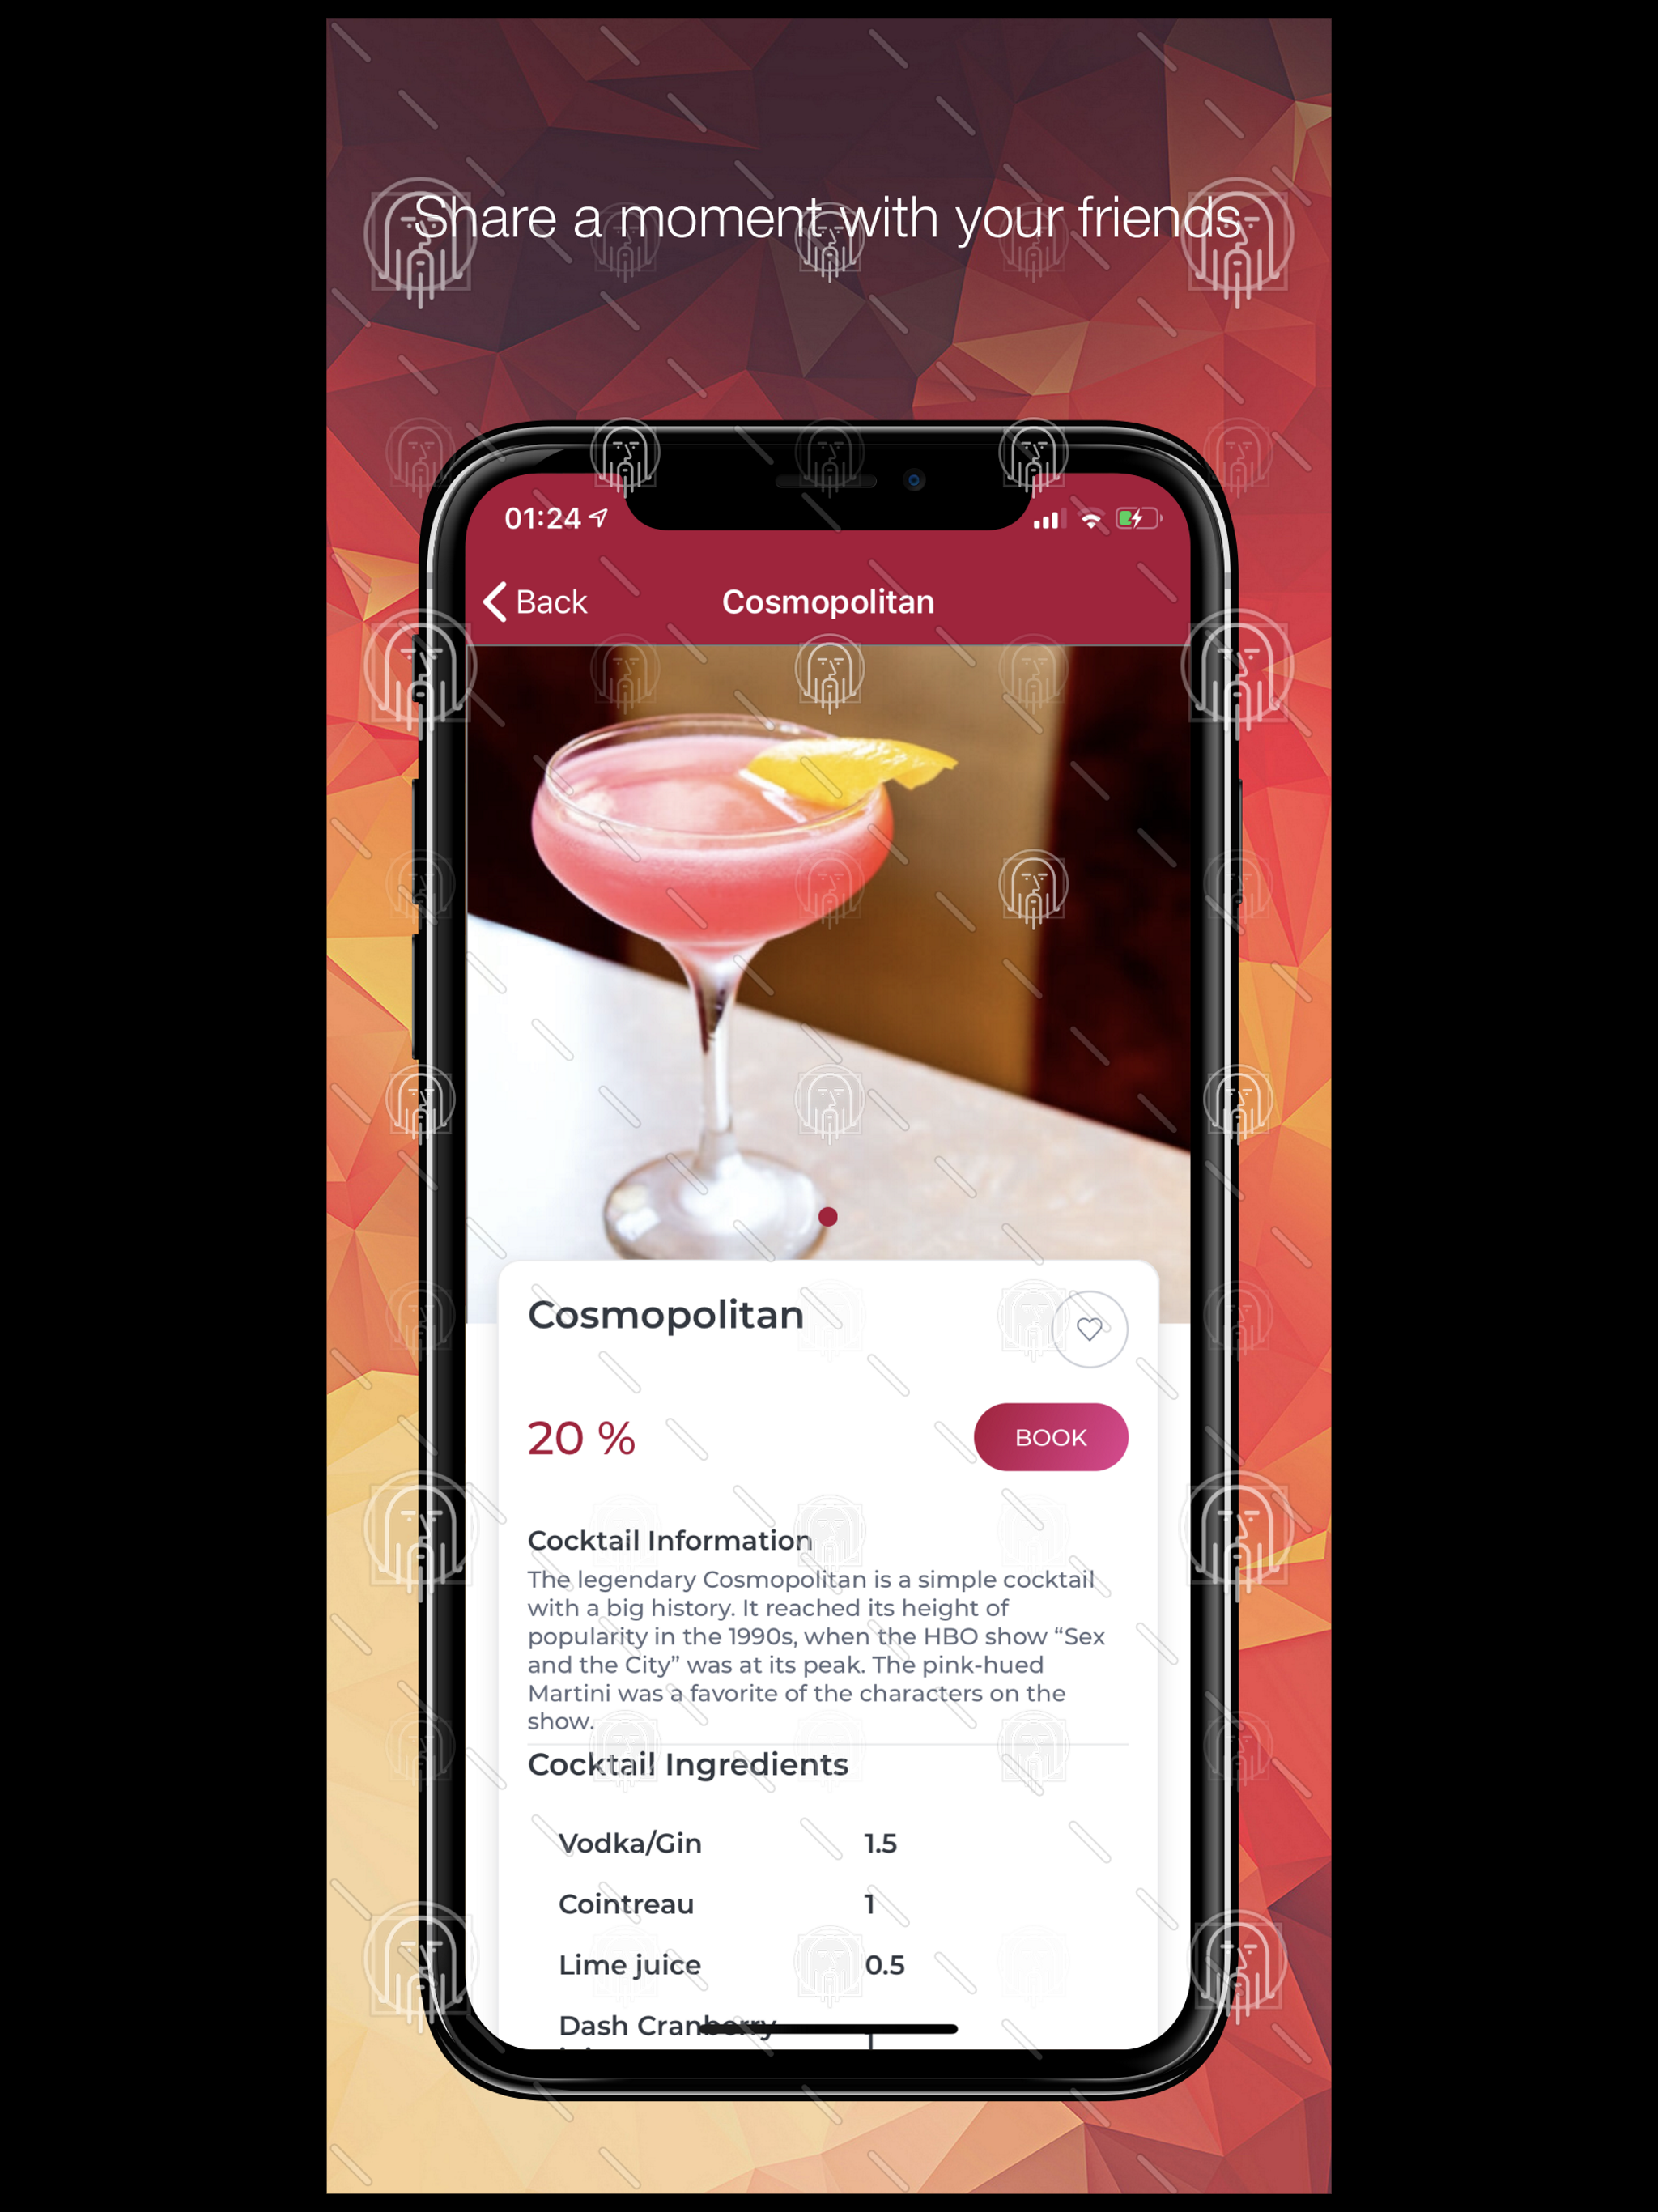 Share a moment with your friends
01:24
Back
Cosmopolitan
Cosmopolitan
20 %
BOOK
Cocktail Information
The legendary Cosmopolitan is a simple cocktail
with a big history. It reached its height of
popularity in the 1990s, when the HBO show “Sex
and the City” was at its peak. The pink-hued
Martini was a favorite of the characters on the
show.
Cocktail Ingredients
Vodka/Gin 1.5
Cointreau 1
Lime juice 0.5
Dash Cranberry 1